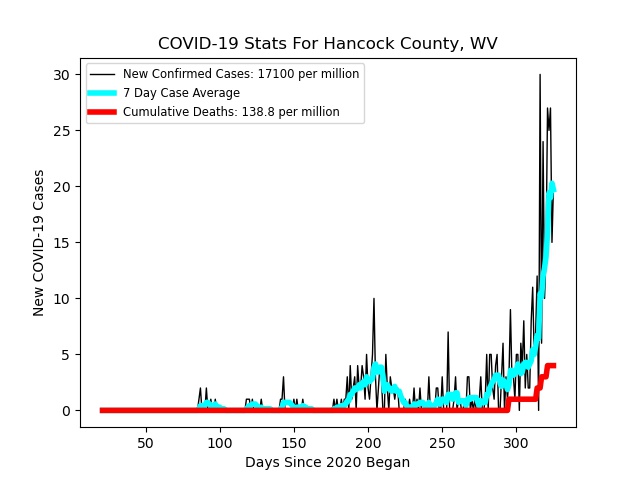 COVID-19 Stats For Hancock County, WV
New Confirmed Cases: 17100 per million
7 Day Case Average
Cumulative Deaths: 138.8 per million
New COVID-19 Cases
30
25
20
15
10
5
0
50 100 150 200 250 300
Days Since 2020 Began